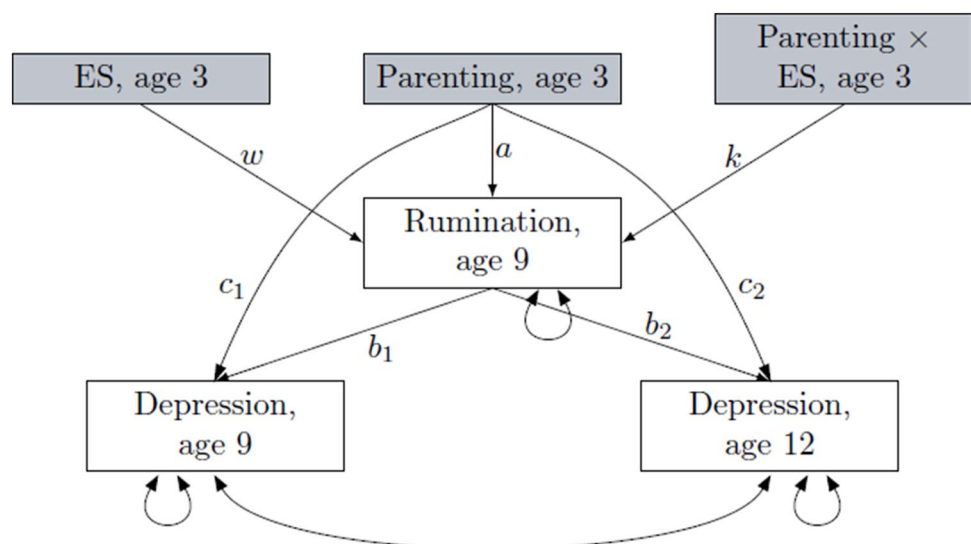 ES, age 3
Parenting, age 3
Parenting ×
ES, age 3
w
a
k
Rumination,
age 9
c₁
c₂
b₁
b₂
Depression,
age 9
Depression,
age 12